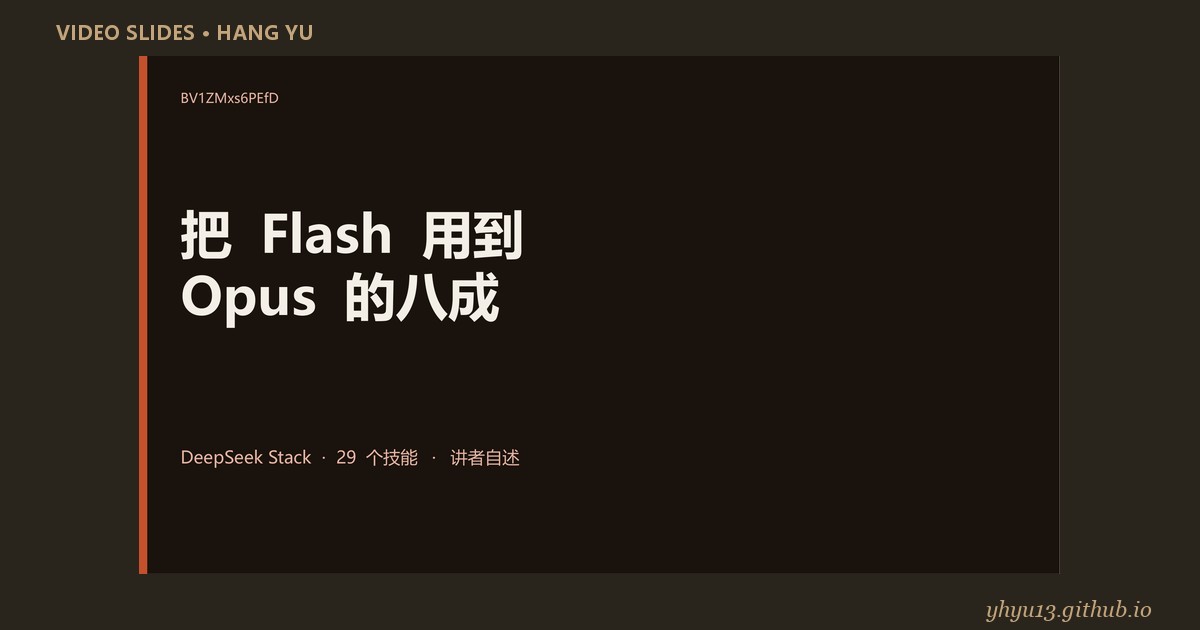 VIDEO SLIDES • HANG YU
BV1ZMxs6PEfD
把 Flash 用到
Opus 的八成
DeepSeek Stack · 29 个技能 · 讲者自述
yhyu13.github.io